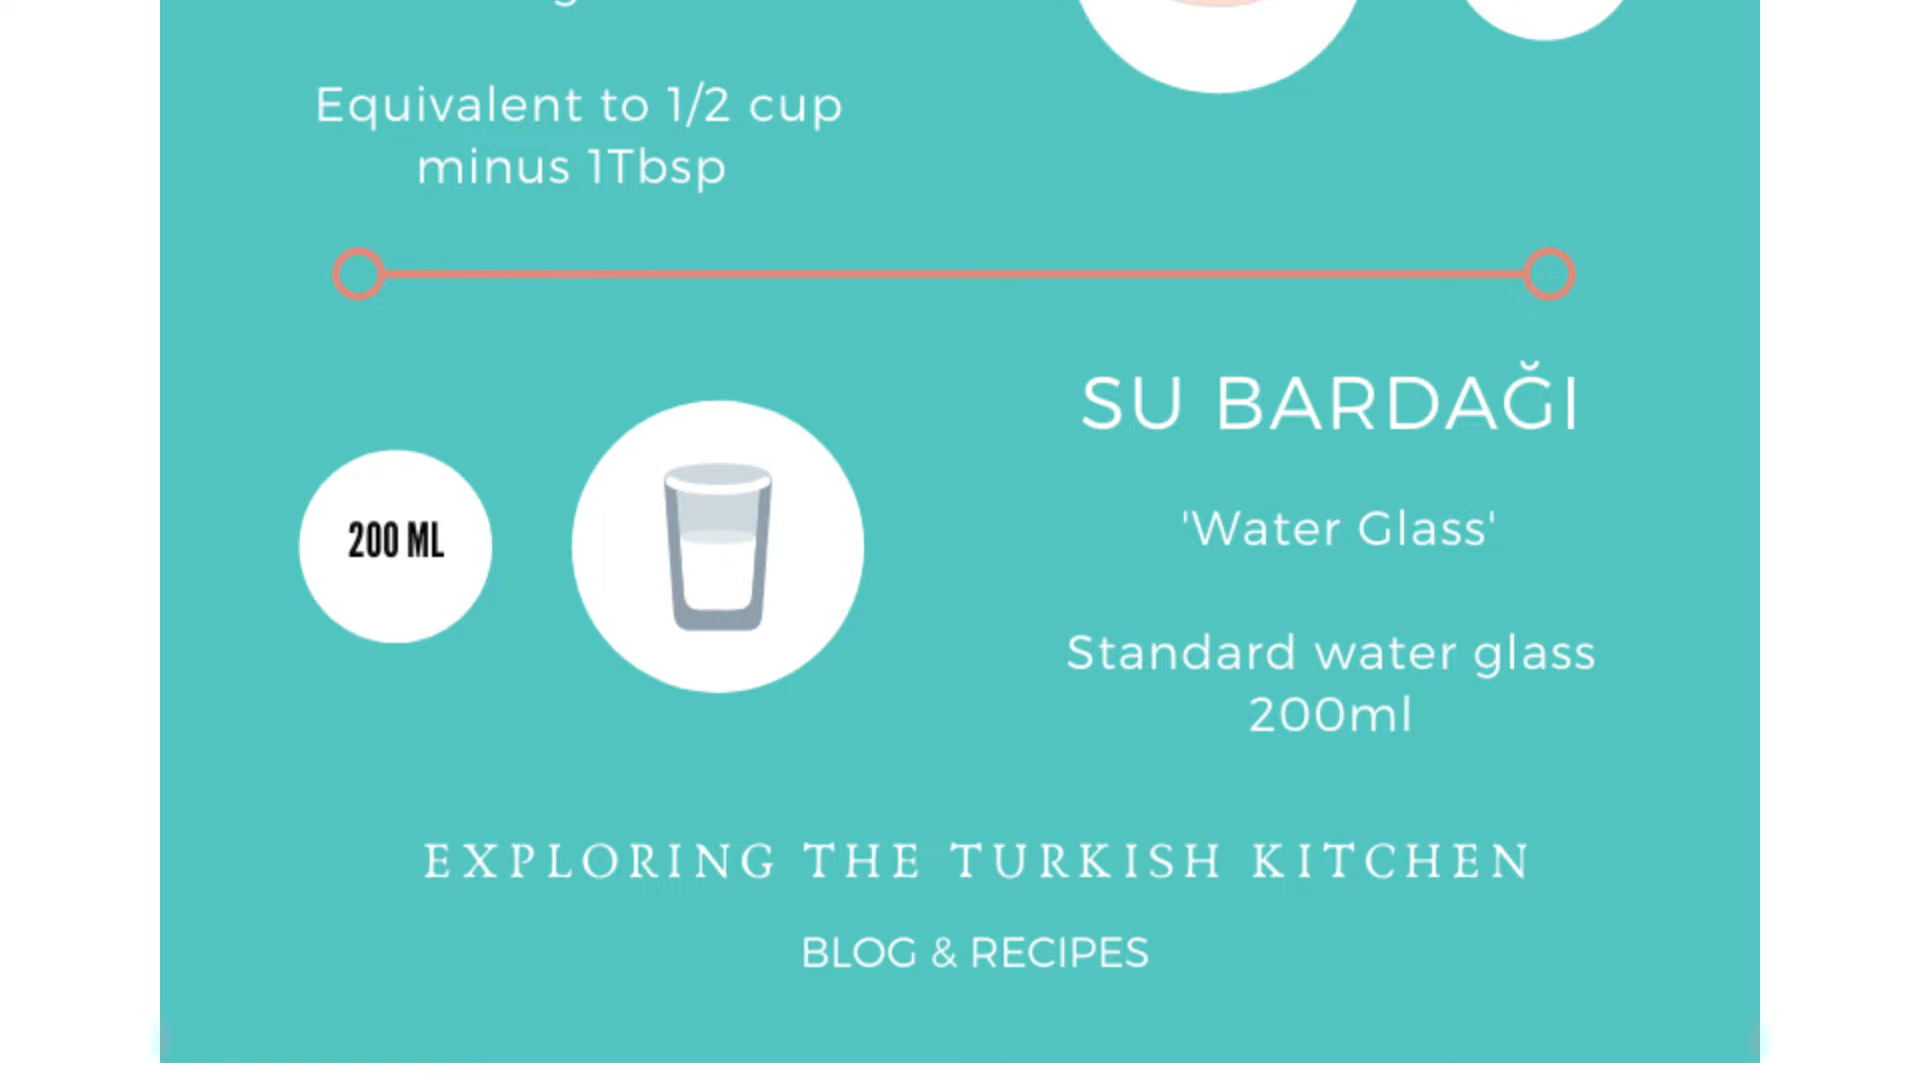 Equivalent to 1/2 cup
minus 1Tbsp
SU BARDAĞI
200 ML
'Water Glass'
Standard water glass
200ml
EXPLORING THE TURKISH KITCHEN
BLOG & RECIPES